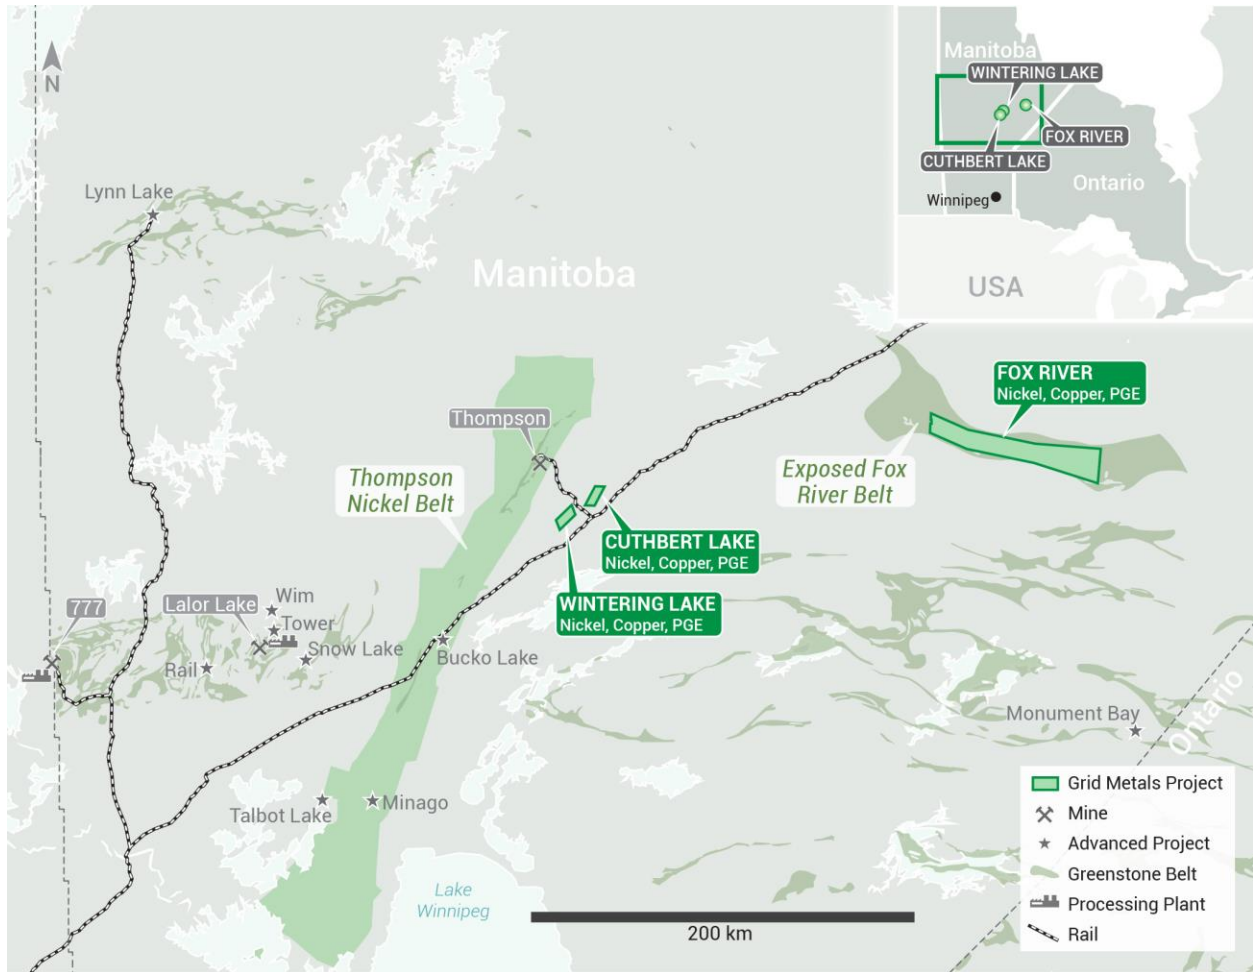 N
Manitoba
WINTERING LAKE
FOX RIVER
CUTHBERT LAKE
Ontario
Winnipeg
USA
Lynn Lake
Manitoba
FOX RIVER
Nickel, Copper, PGE
Thompson
Thompson
Nickel Belt
Exposed Fox
River Belt
CUTHBERT LAKE
Nickel, Copper, PGE
WINTERING LAKE
Nickel, Copper, PGE
777
Lalor Lake
Wim
Tower
Snow Lake
Rail
Bucko Lake
Monument Bay
Ontario
Talbot Lake
Minago
Lake
Winnipeg
200 km
Grid Metals Project
Mine
Advanced Project
Greenstone Belt
Processing Plant
Rail